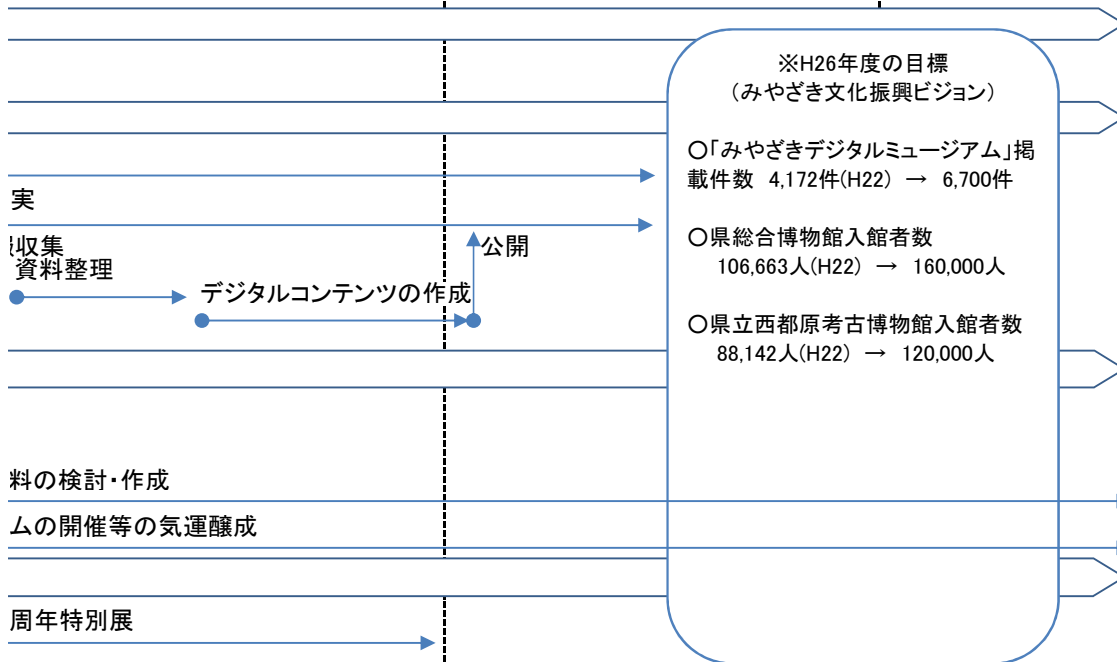 ※H26年度の目標
（みやざき文化振興ビジョン）
○「みやざきデジタルミュージアム」掲
載件数 4,172件(H22) → 6,700件
○県総合博物館入館者数
106,663人(H22) → 160,000人
○県立西都原考古博物館入館者数
88,142人(H22) → 120,000人
実
収集
資料整理
デジタルコンテンツの作成
公開
料の検討・作成
ムの開催等の気運醸成
周年特別展